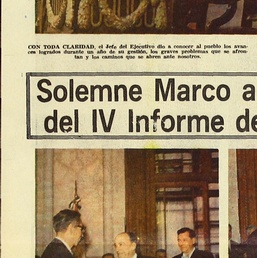 CON TODA CLARIDAD, el Jefe del Ejecutivo dio a conocer al pueblo los avan-
ces logrados durante un año de su gestión, los graves problemas que se afron-
tan y los caminos que se abren ante nosotros.
Solemne Marco a
del IV Informe de